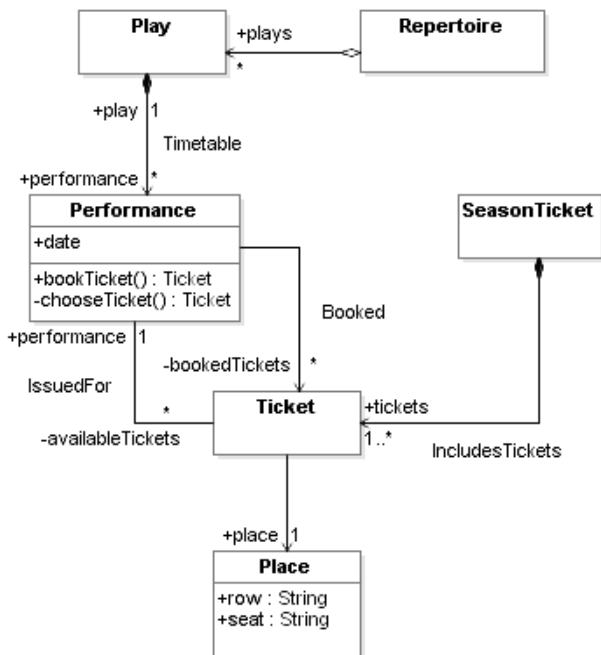 Play
+plays
Repertoire
*
+play 1
Timetable
+performance *
Performance
SeasonTicket
+date
+bookTicket() : Ticket
-chooseTicket() : Ticket
Booked
+performance 1
-bookedTickets *
IssuedFor
*
Ticket
+tickets
-availableTickets
1..*
IncludesTickets
+place 1
Place
+row : String
+seat : String